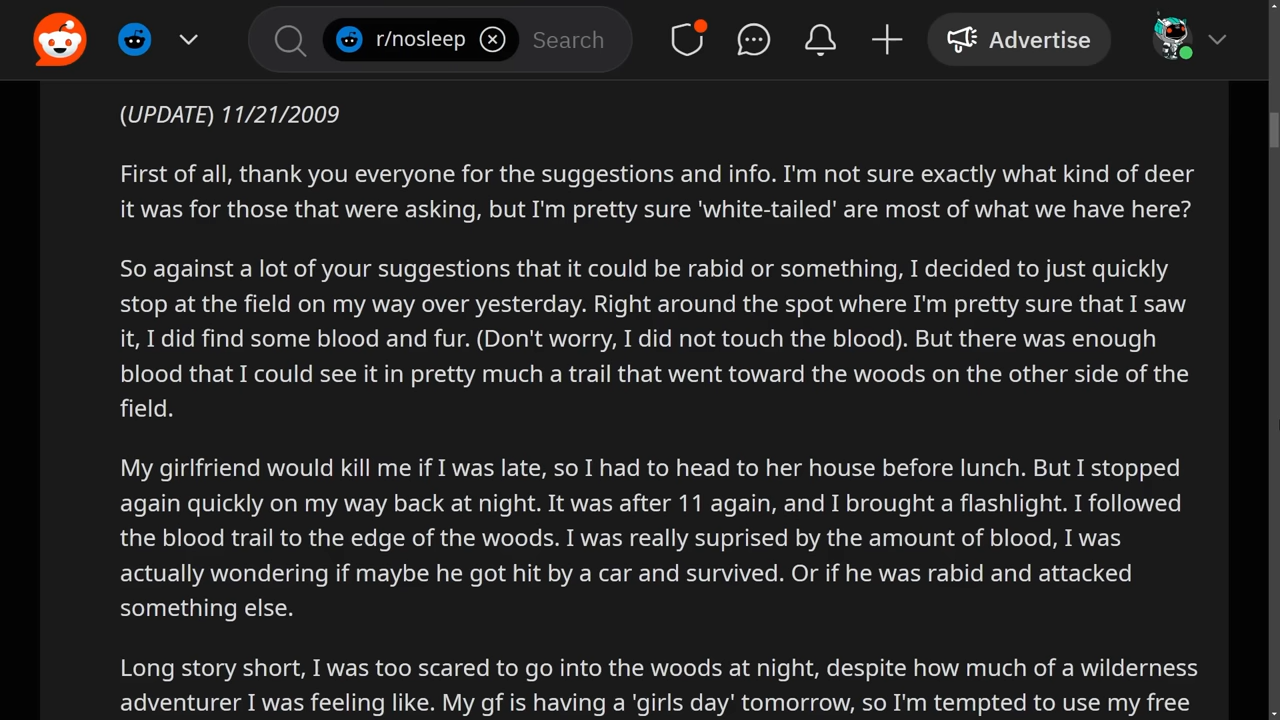 r/nosleep
Search
Advertise
(UPDATE) 11/21/2009
First of all, thank you everyone for the suggestions and info. I'm not sure exactly what kind of deer
it was for those that were asking, but I'm pretty sure 'white-tailed' are most of what we have here?
So against a lot of your suggestions that it could be rabid or something, I decided to just quickly
stop at the field on my way over yesterday. Right around the spot where I'm pretty sure that I saw
it, I did find some blood and fur. (Don't worry, I did not touch the blood). But there was enough
blood that I could see it in pretty much a trail that went toward the woods on the other side of the
field.
My girlfriend would kill me if I was late, so I had to head to her house before lunch. But I stopped
again quickly on my way back at night. It was after 11 again, and I brought a flashlight. I followed
the blood trail to the edge of the woods. I was really suprised by the amount of blood, I was
actually wondering if maybe he got hit by a car and survived. Or if he was rabid and attacked
something else.
Long story short, I was too scared to go into the woods at night, despite how much of a wilderness
adventurer I was feeling like. My gf is having a 'girls day' tomorrow, so I'm tempted to use my free